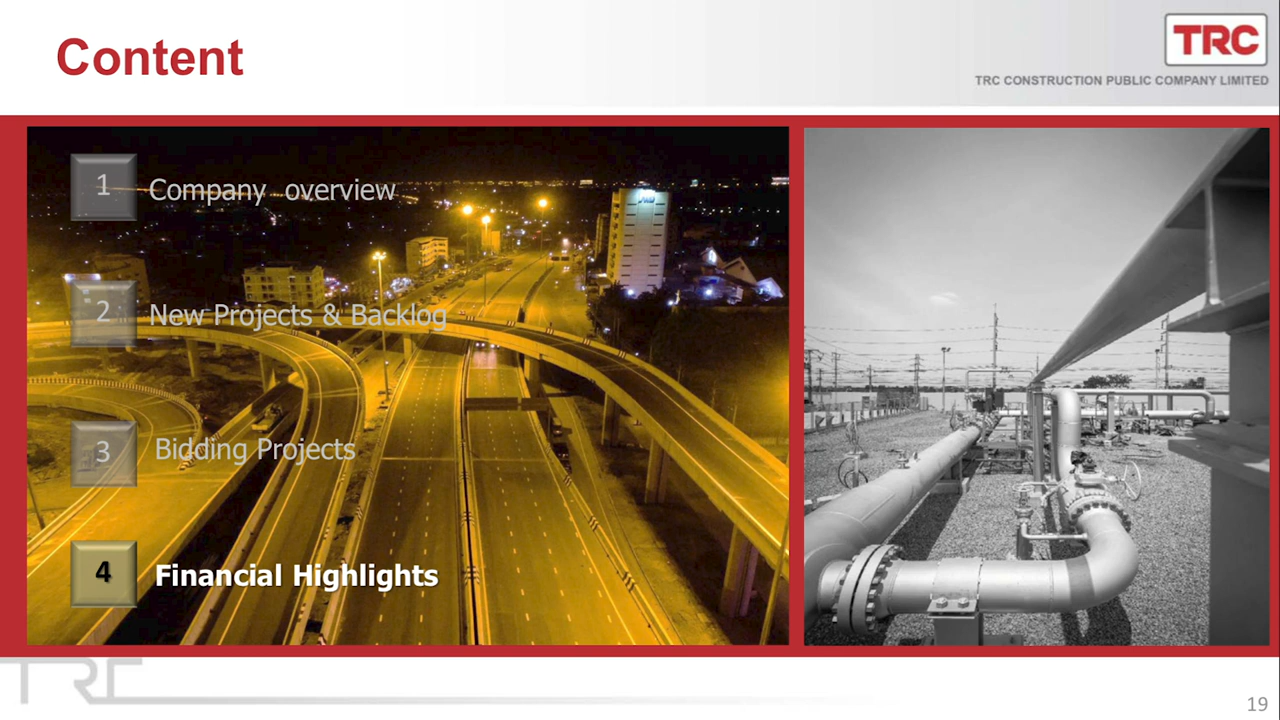 Content
TRC
TRC CONSTRUCTION PUBLIC COMPANY LIMITED
1 Company overview
2 New Projects & Backlog
3 Bidding Projects
4 Financial Highlights
TRC
19